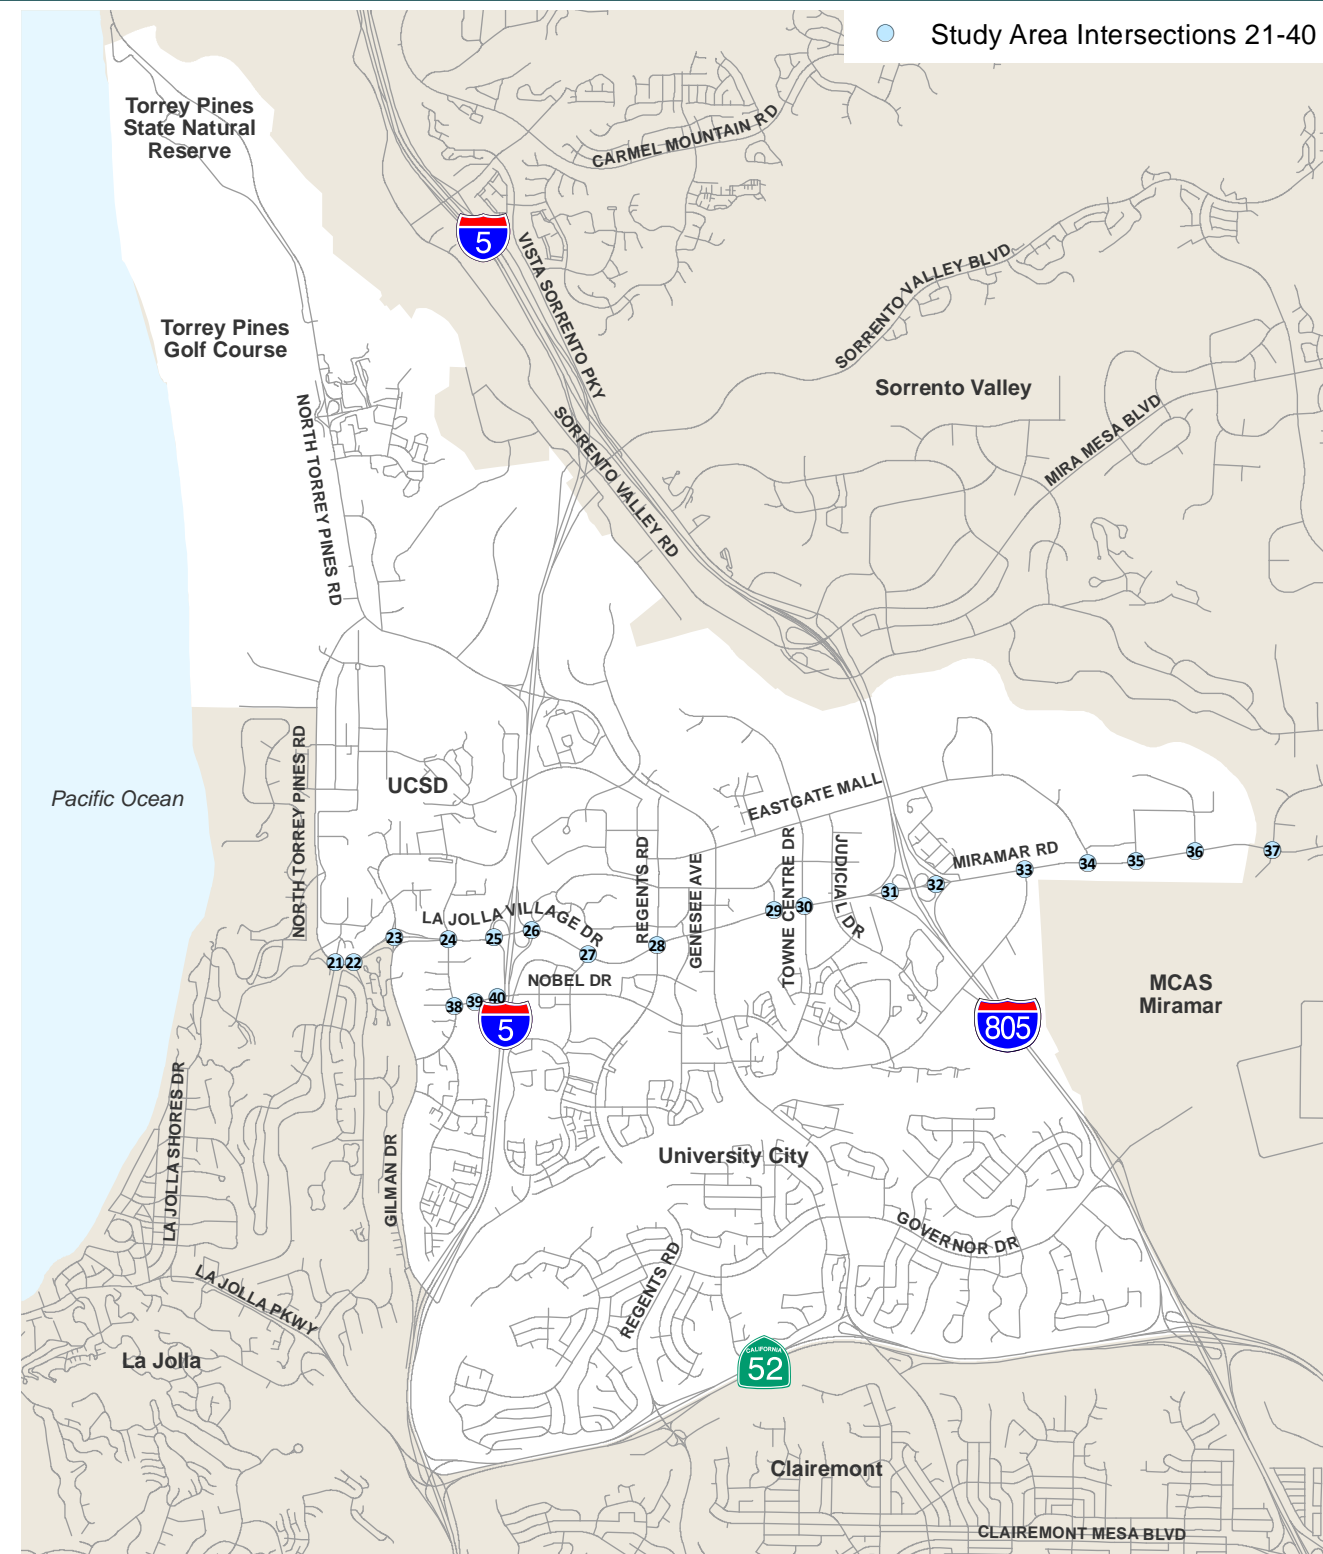 Study Area Intersections 21-40
Torrey Pines
State Natural
Reserve
CARMEL MOUNTAIN RD
5
VISTA SORRENTO PKY
SORRENTO VALLEY BLVD
Torrey Pines
Golf Course
Sorrento Valley
NORTH TORREY PINES RD
SORRENTO VALLEY RD
MIRA MESA BLVD
Pacific Ocean
NORTH TORREY PINES RD
UCSD
EASTGATE MALL
REGENTS RD
GENESEE AVE
TOWNE CENTRE DR
JUDICIAL DR
MIRAMAR RD
LA JOLLA VILLAGE DR
21
22
23
24
25
26
27
28
29
30
31
32
33
34
35
36
37
NOBEL DR
38
39
40
5
805
MCAS
Miramar
LA JOLLA SHORES DR
GILMAN DR
University City
GOVERNOR DR
REGENTS RD
LA JOLLA PKWY
La Jolla
CALIFORNIA
52
Clairemont
CLAIREMONT MESA BLVD